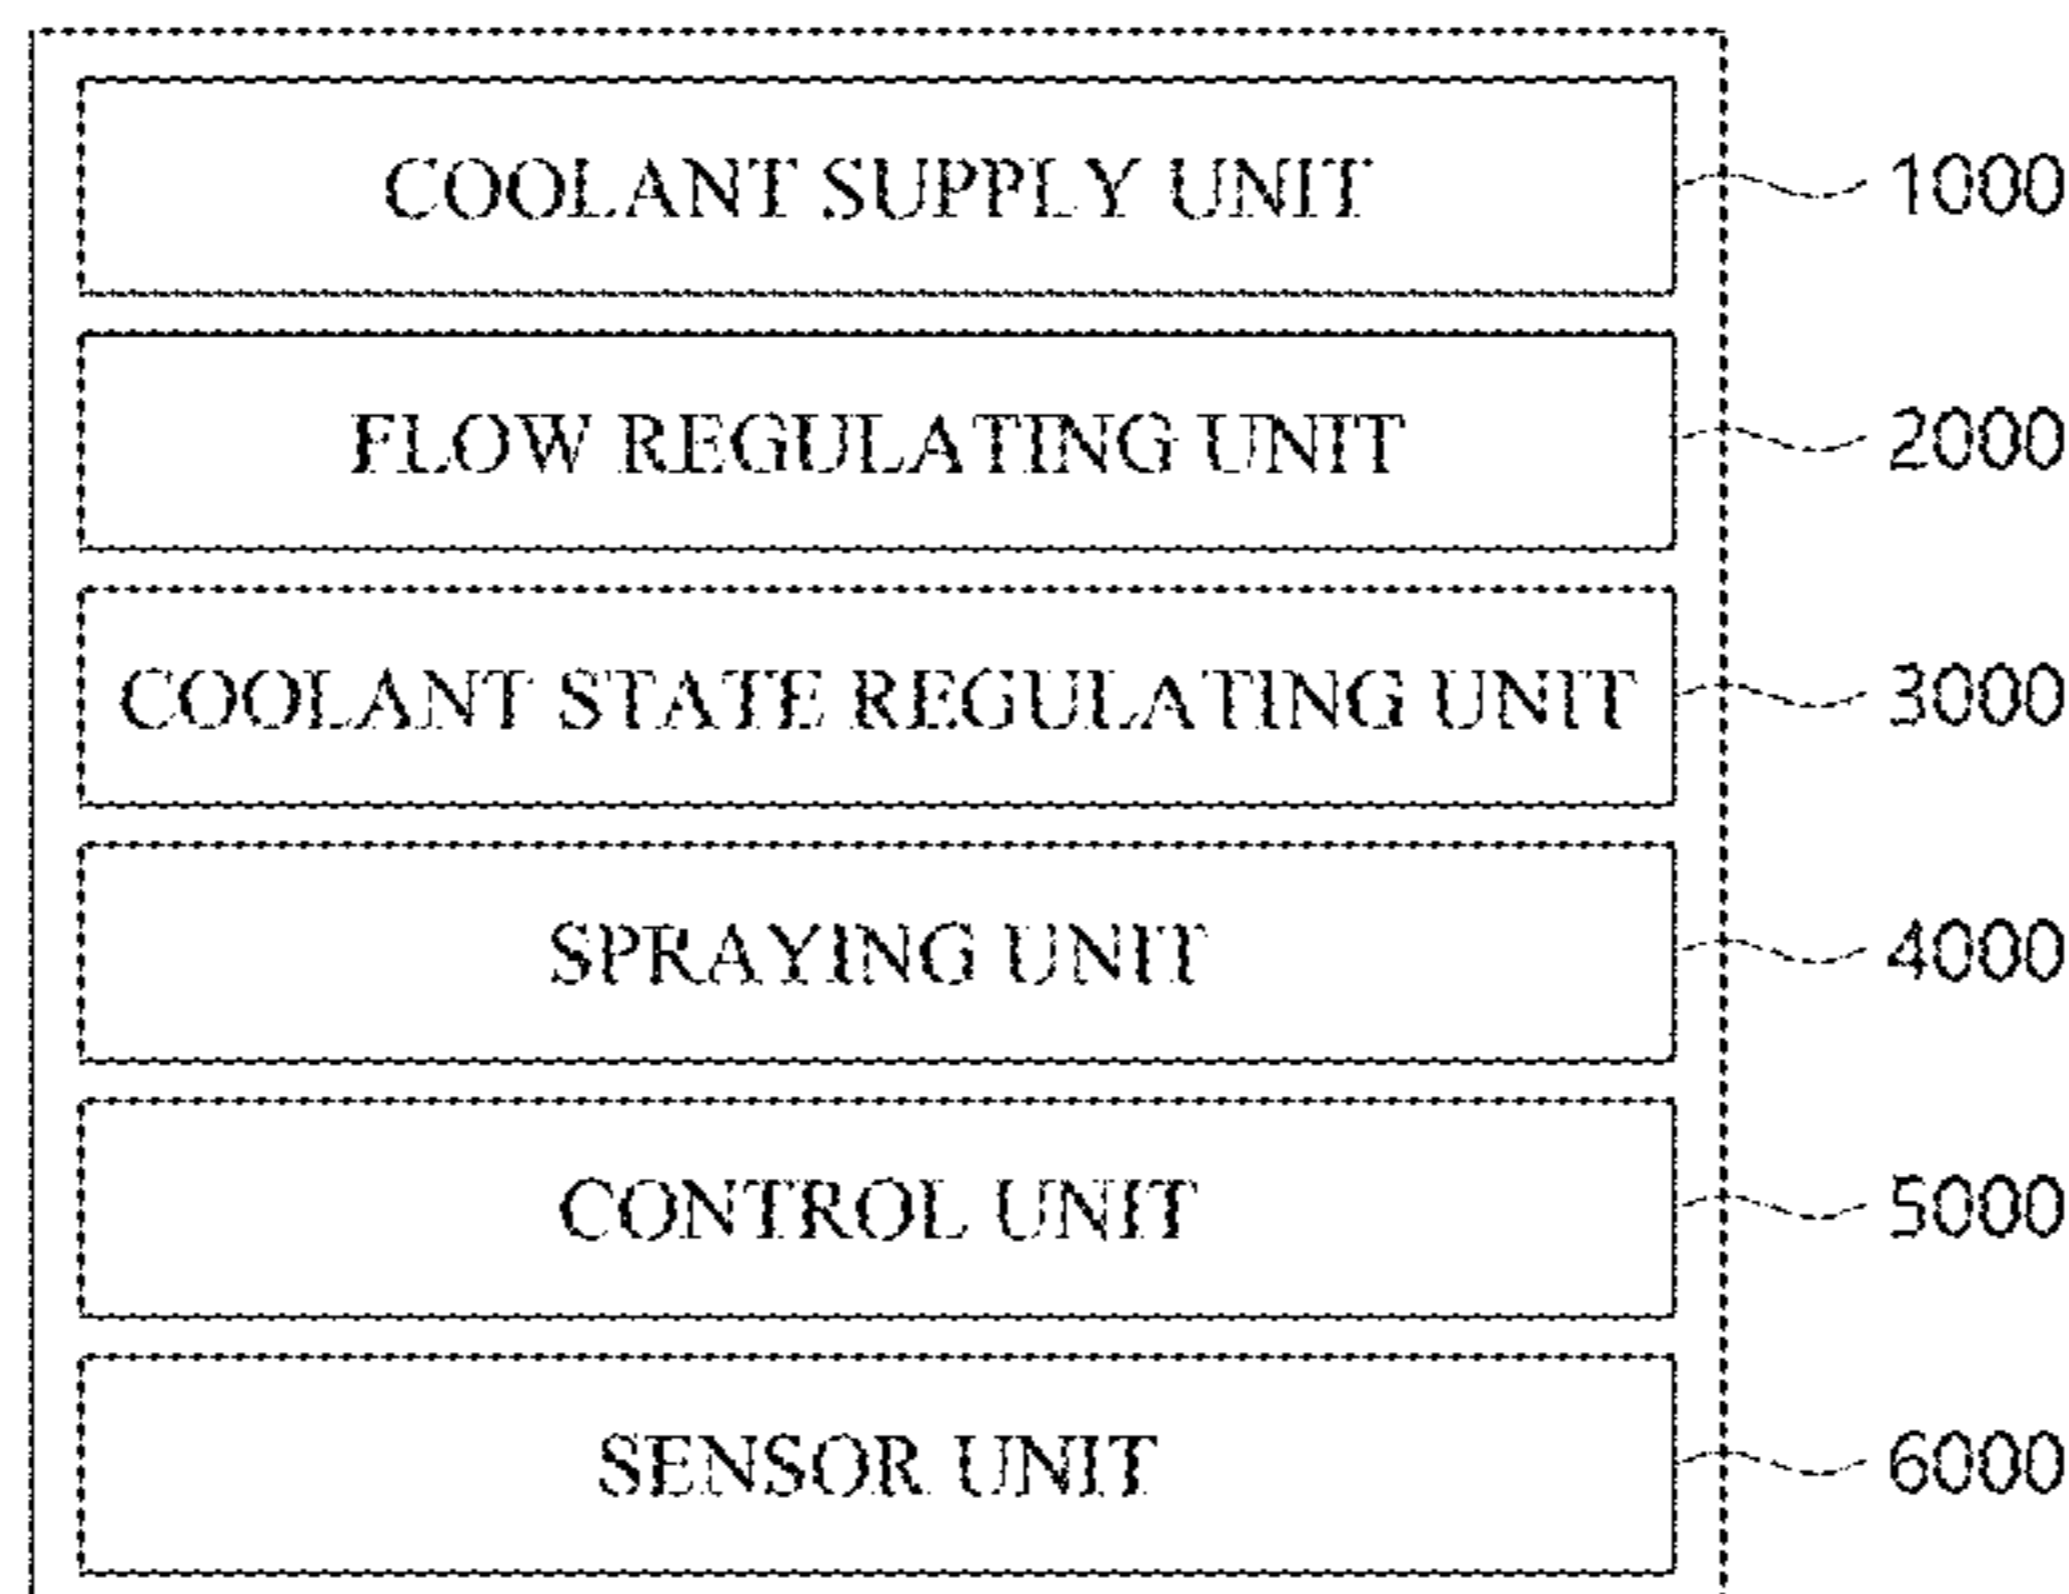 COOLANT SUPPLY UNIT 1000
FLOW REGULATING UNIT 2000
COOLANT STATE REGULATING UNIT 3000
SPRAYING UNIT 4000
CONTROL UNIT 5000
SENSOR UNIT 6000